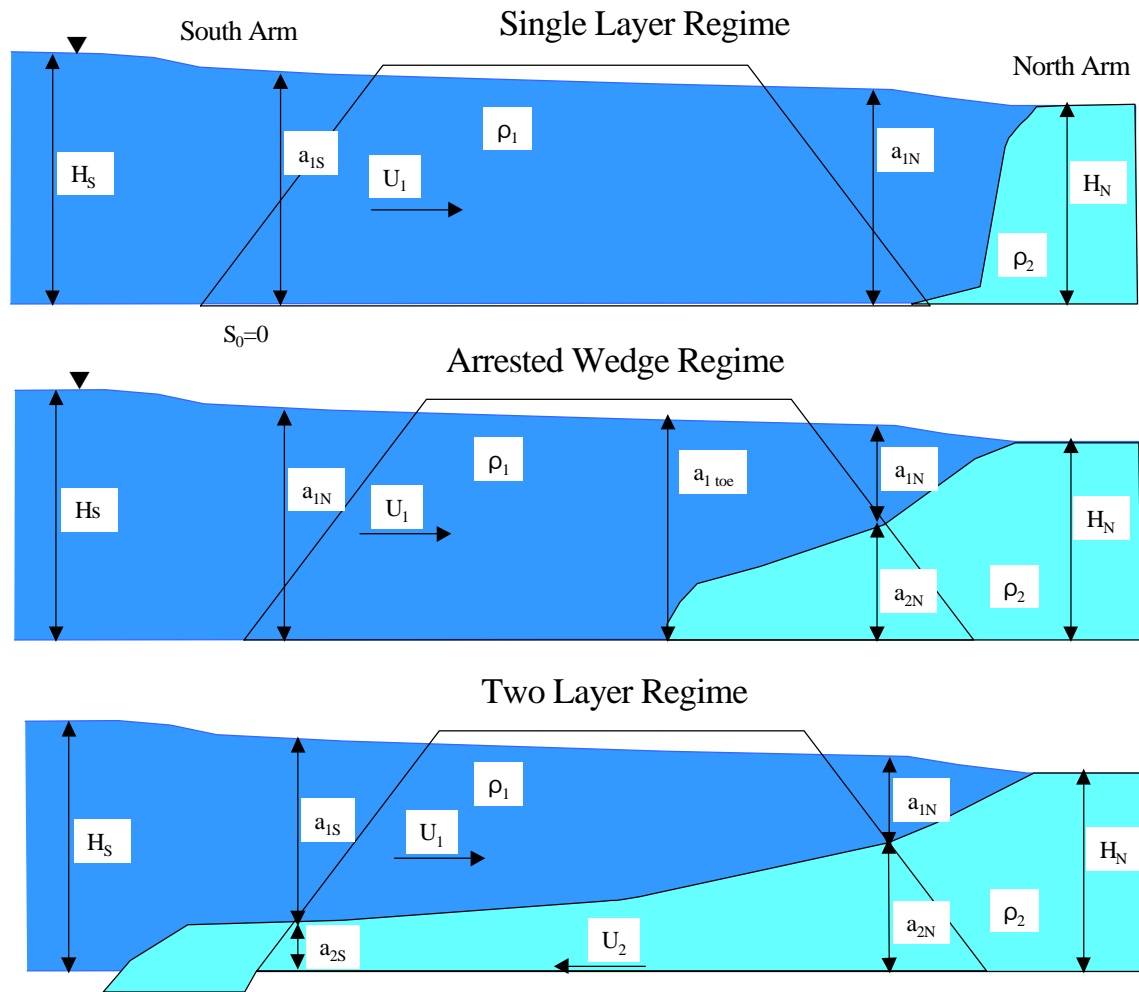 South Arm
Single Layer Regime
North Arm
H_S
a_1S
ρ_1
U_1
a_1N
ρ_2
H_N
S_0=0
Arrested Wedge Regime
Hs
a_1N
ρ_1
U_1
a_1 toe
a_1N
a_2N
ρ_2
H_N
Two Layer Regime
H_S
a_1S
ρ_1
U_1
a_1N
H_N
a_2S
U_2
a_2N
ρ_2